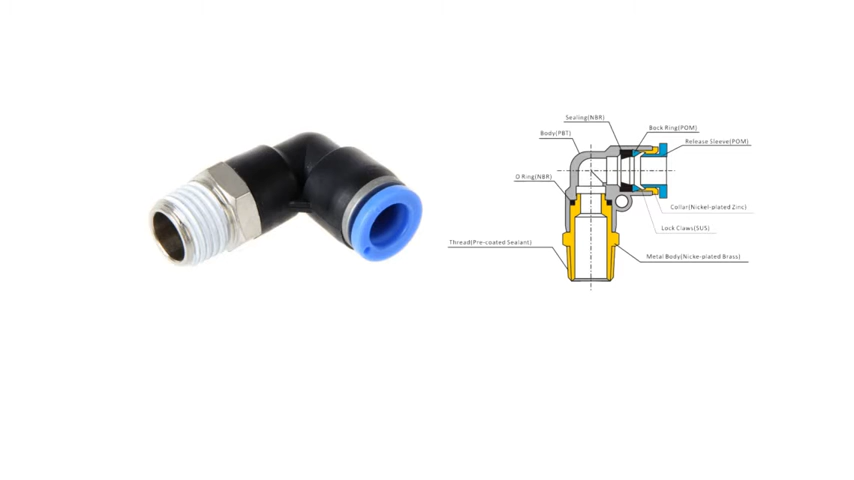 Sealing(NBR)
Bock Ring(POM)
Body(PBT)
Release Sleeve(POM)
O Ring(NBR)
Collar(Nickel-plated Zinc)
Lock Claws(SUS)
Thread(Pre-coated Sealant)
Metal Body(Nicke-plated Brass)